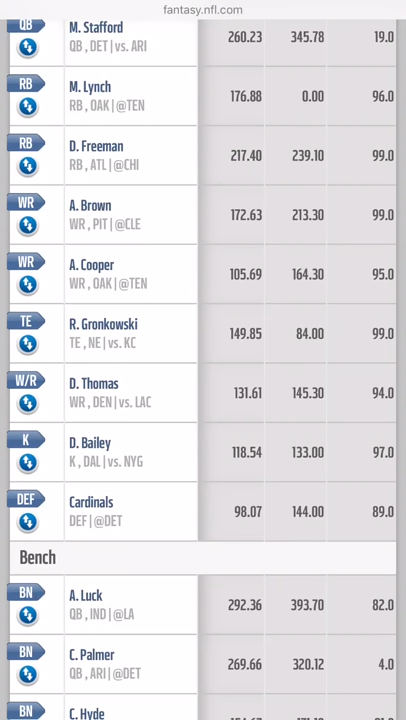 fantasy.nfl.com
QB M. Stafford 260.23 345.78 19.0
QB , DET | vs. ARI
RB M. Lynch 176.88 0.00 96.0
RB , OAK | @TEN
RB D. Freeman 217.40 239.10 99.0
RB , ATL | @CHI
WR A. Brown 172.63 213.30 99.0
WR , PIT | @CLE
WR A. Cooper 105.69 164.30 95.0
WR , OAK | @TEN
TE R. Gronkowski 149.85 84.00 99.0
TE , NE | vs. KC
W/R D. Thomas 131.61 145.30 94.0
WR , DEN | vs. LAC
K D. Bailey 118.54 133.00 97.0
K , DAL | vs. NYG
DEF Cardinals 98.07 144.00 89.0
DEF | @DET
Bench
BN A. Luck 292.36 393.70 82.0
QB , IND | @LA
BN C. Palmer 269.66 320.12 4.0
QB , ARI | @DET
BN C. Hyde